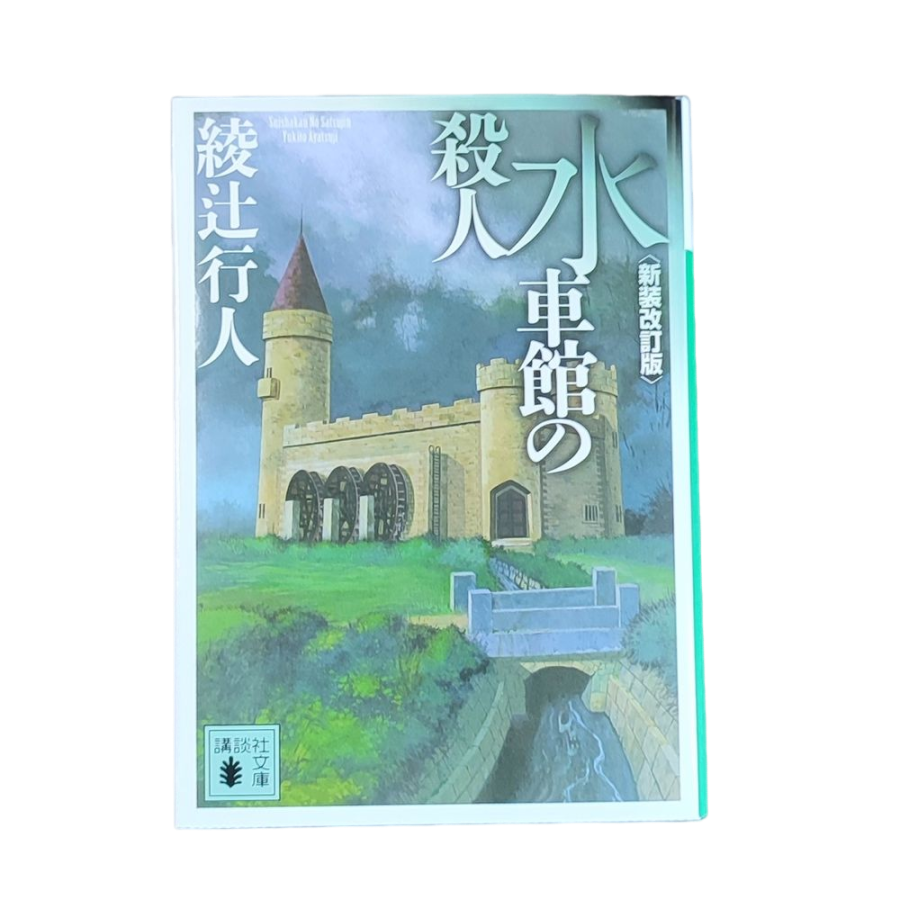 水車館の
殺人
〈新装改訂版〉
Suishakan No Satsujin
Yukito Ayatsuji
綾辻行人
講談社
文庫